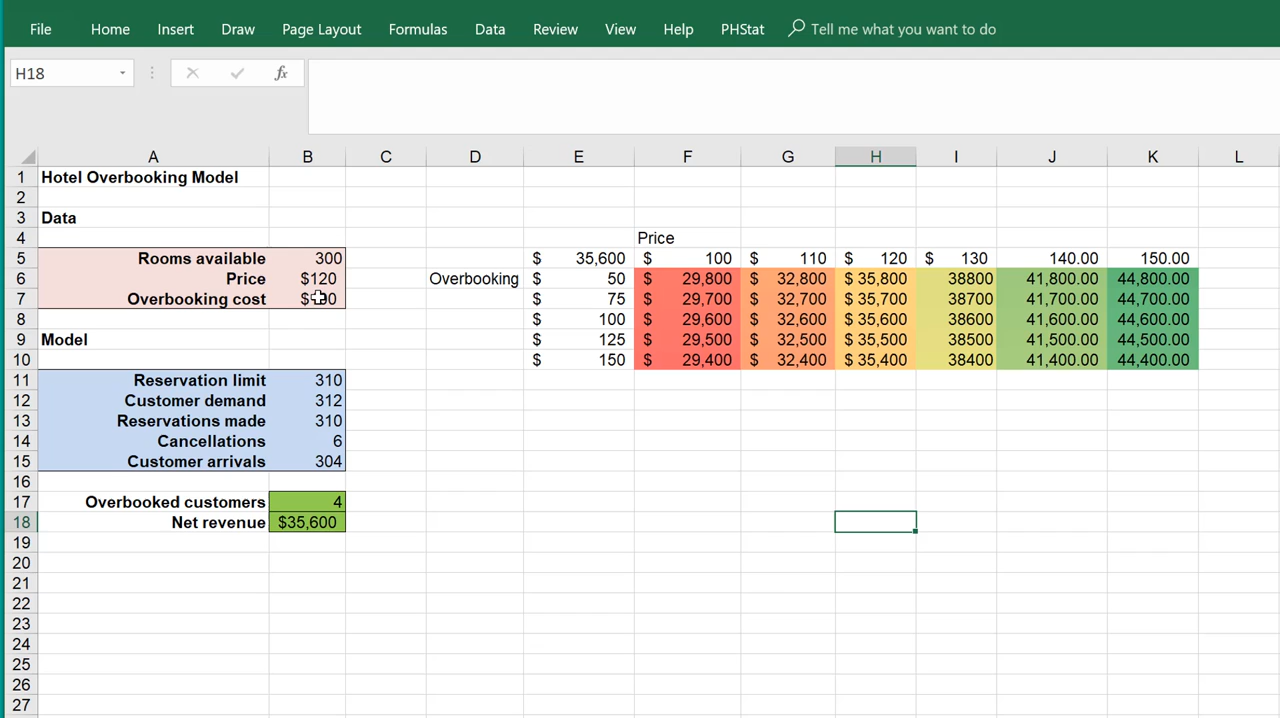 File Home Insert Draw Page Layout Formulas Data Review View Help PHStat Tell me what you want to do
H18 fx
A B C D E F G H I J K L
1 Hotel Overbooking Model
2
3 Data
4 Price
5 Rooms available 300 $ 35,600 $ 100 $ 110 $ 120 $ 130 140.00 150.00
6 Price $120 Overbooking $ 50 $ 29,800 $ 32,800 $ 35,800 38800 41,800.00 44,800.00
7 Overbooking cost $ 75 $ 29,700 $ 32,700 $ 35,700 38700 41,700.00 44,700.00
8 $ 100 $ 29,600 $ 32,600 $ 35,600 38600 41,600.00 44,600.00
9 Model $ 125 $ 29,500 $ 32,500 $ 35,500 38500 41,500.00 44,500.00
10 $ 150 $ 29,400 $ 32,400 $ 35,400 38400 41,400.00 44,400.00
11 Reservation limit 310
12 Customer demand 312
13 Reservations made 310
14 Cancellations 6
15 Customer arrivals 304
16
17 Overbooked customers 4
18 Net revenue $35,600
19
20
21
22
23
24
25
26
27